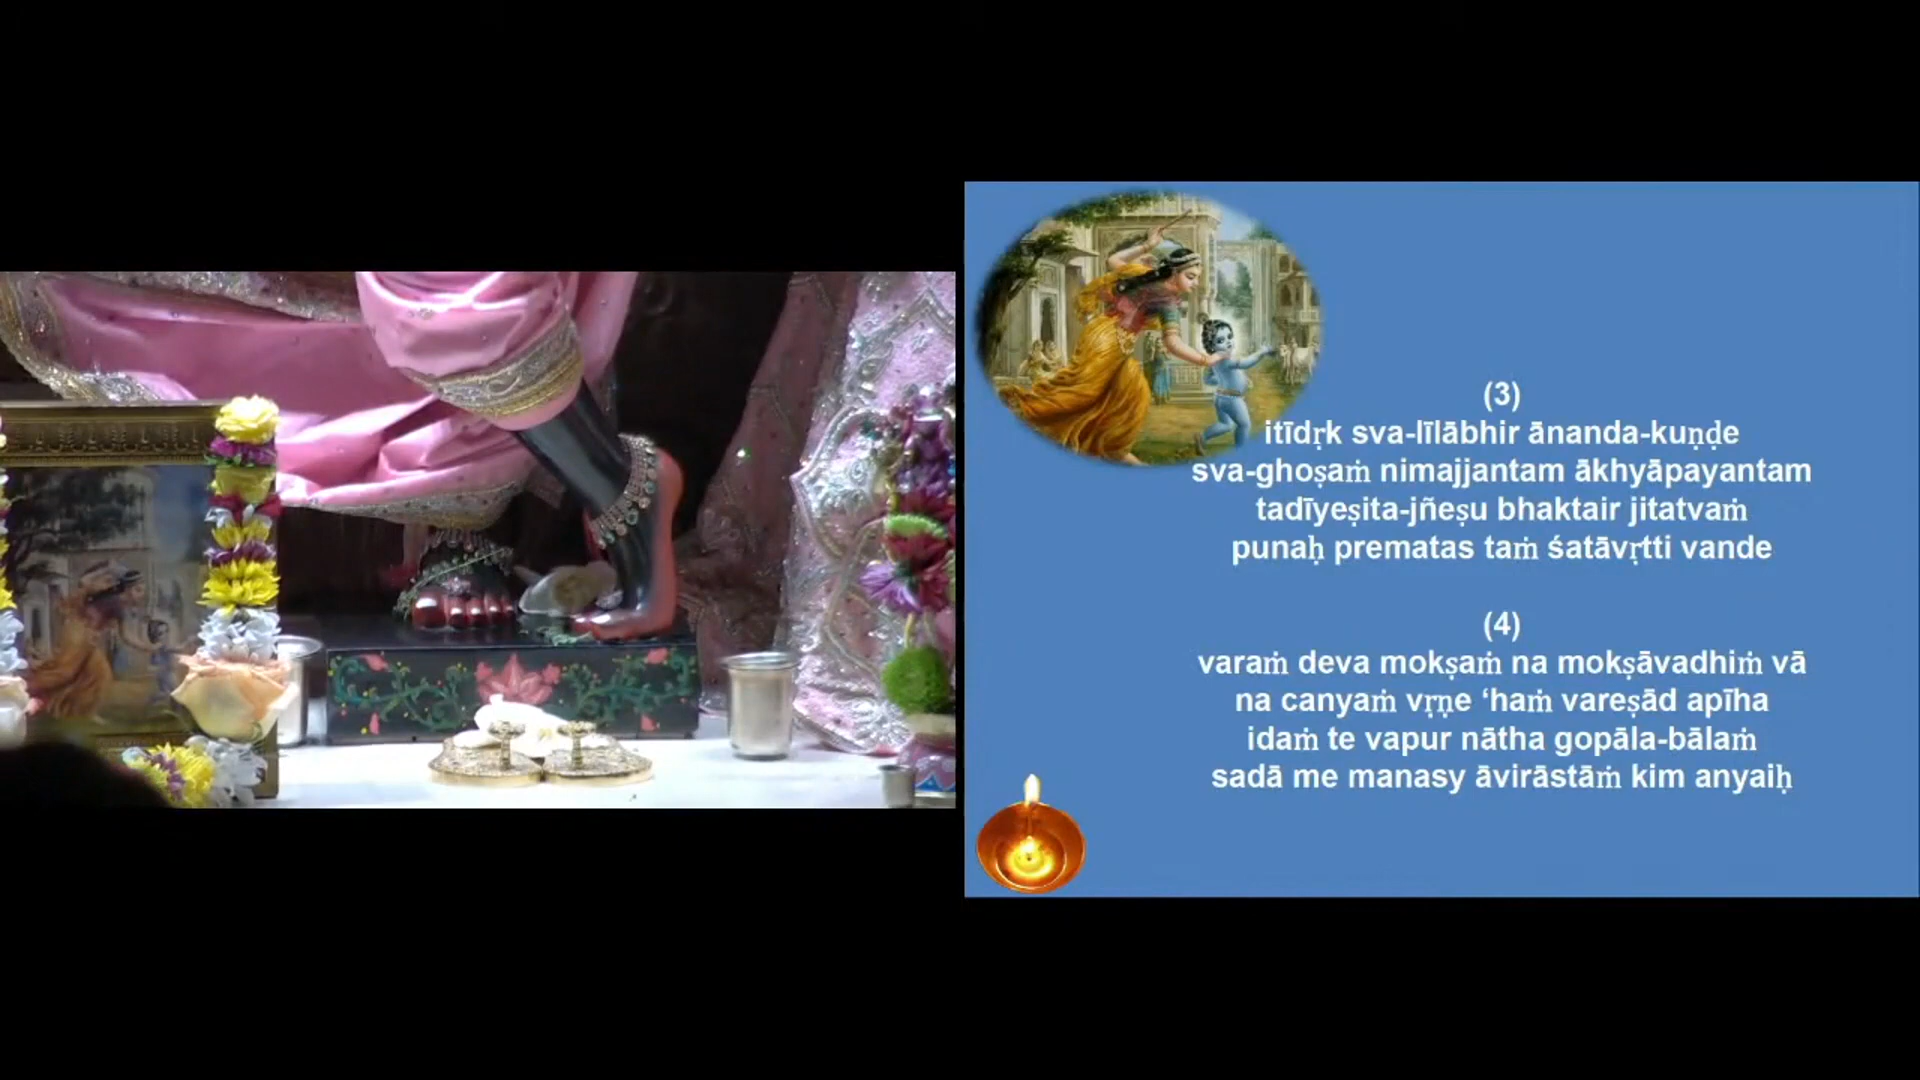 (3)
itīdṛk sva-līlābhir ānanda-kuṇḍe
sva-ghoṣaṁ nimajjantam ākhyāpayantam
tadīyeṣita-jñeṣu bhaktair jitatvaṁ
punaḥ prematas taṁ śatāvṛtti vande
(4)
varaṁ deva mokṣaṁ na mokṣāvadhiṁ vā
na canyaṁ vṛṇe ‘haṁ vareṣād apīha
idaṁ te vapur nātha gopāla-bālaṁ
sadā me manasy āvirāstāṁ kim anyaiḥ